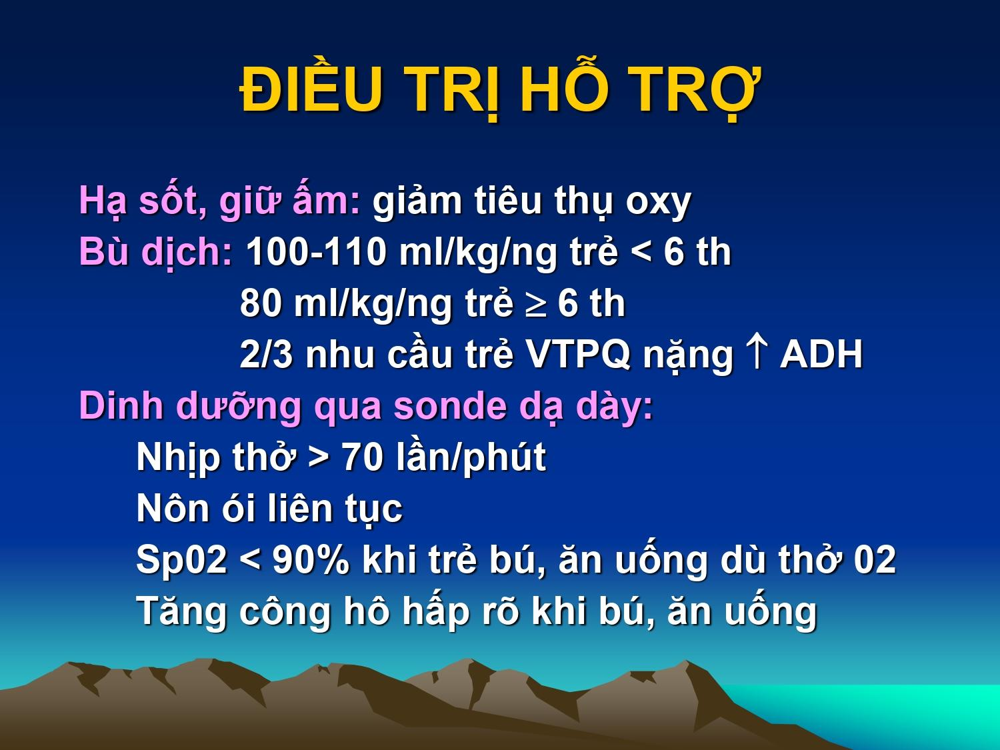 ĐIỀU TRỊ HỖ TRỢ
Hạ sốt, giữ ấm: giảm tiêu thụ oxy
Bù dịch: 100-110 ml/kg/ng trẻ < 6 th
80 ml/kg/ng trẻ ≥ 6 th
2/3 nhu cầu trẻ VTPQ nặng ↑ ADH
Dinh dưỡng qua sonde dạ dày:
Nhịp thở > 70 lần/phút
Nôn ói liên tục
Sp02 < 90% khi trẻ bú, ăn uống dù thở 02
Tăng công hô hấp rõ khi bú, ăn uống